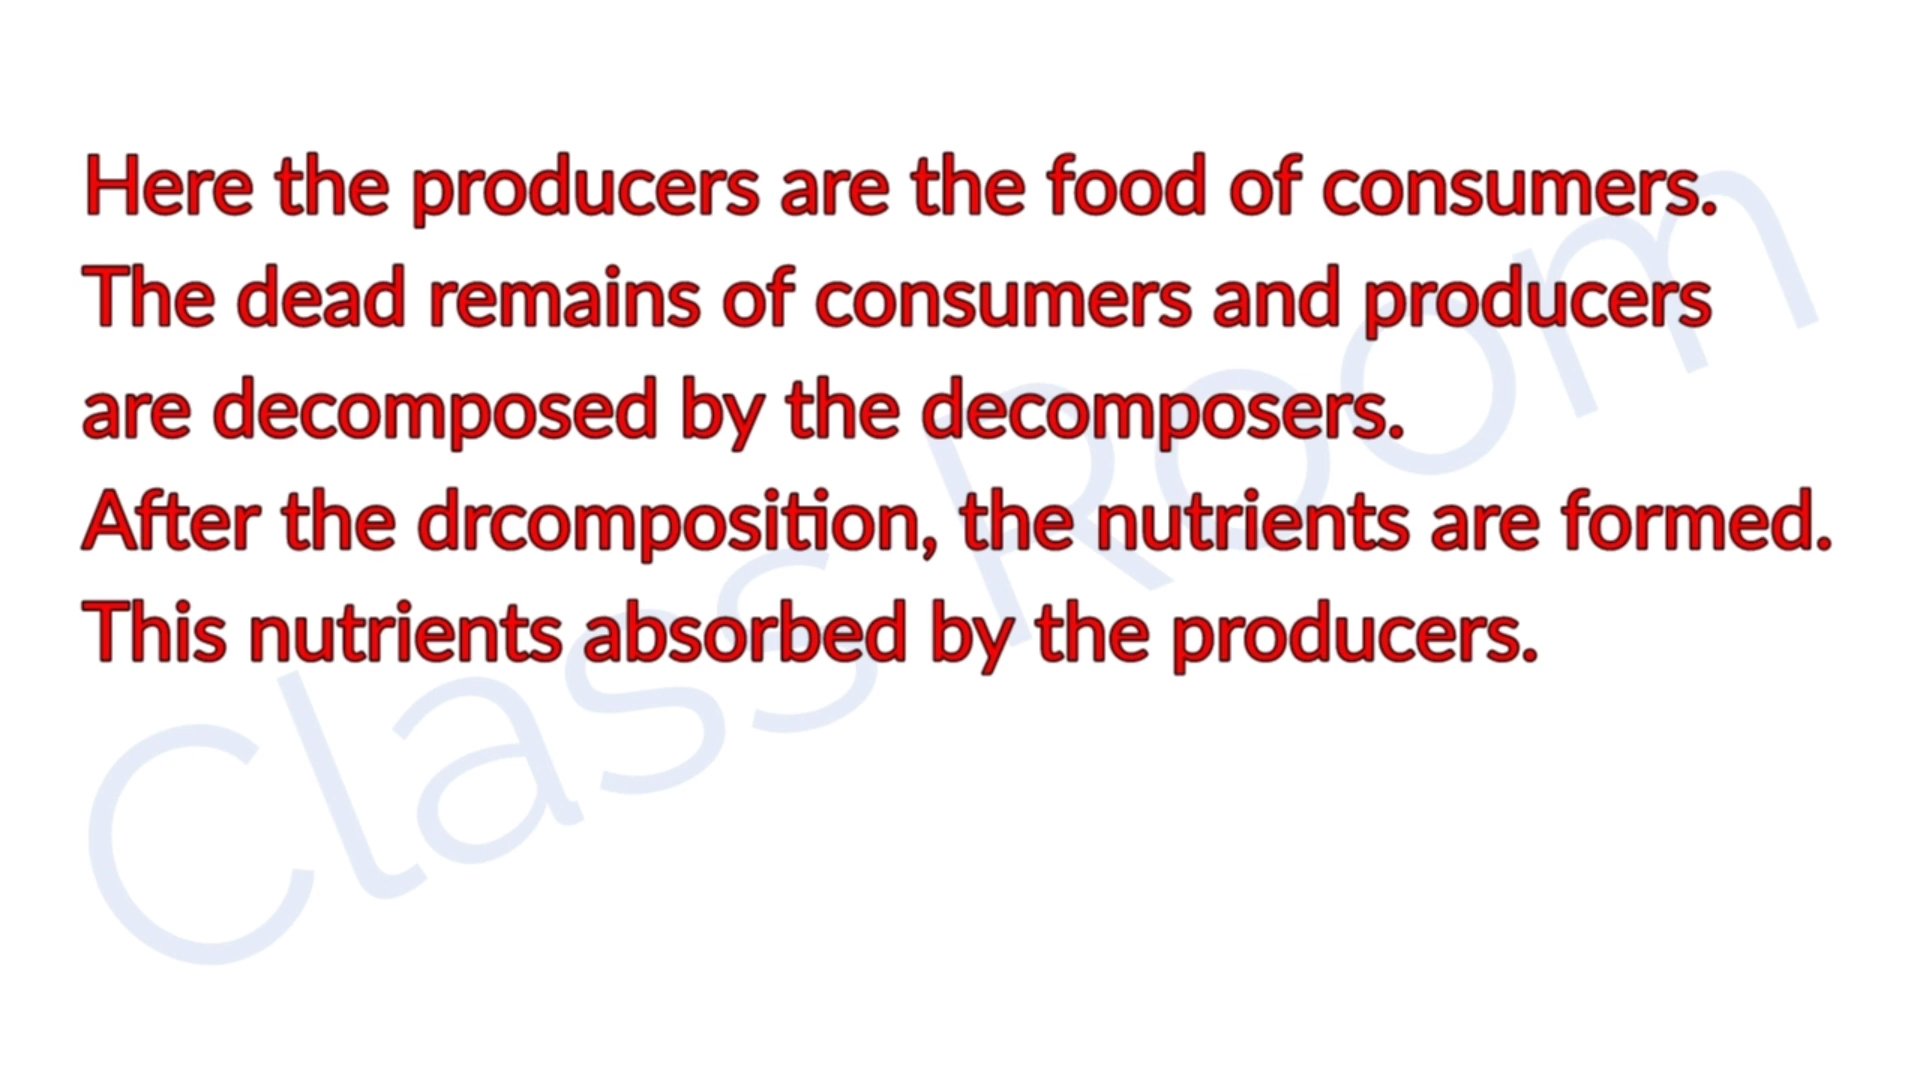 Here the producers are the food of consumers.
The dead remains of consumers and producers
are decomposed by the decomposers.
After the drcomposition, the nutrients are formed.
This nutrients absorbed by the producers.
Class Room